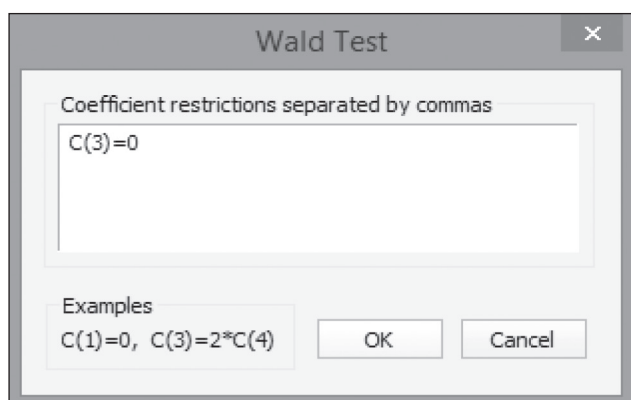 Wald Test
×
Coefficient restrictions separated by commas
C(3)=0
Examples
C(1)=0, C(3)=2*C(4)
OK
Cancel